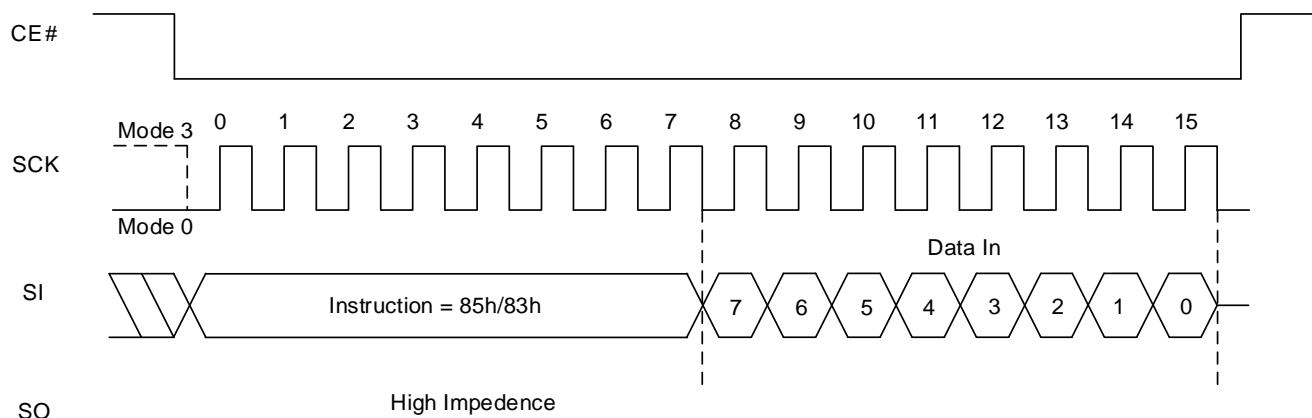 CE#
Mode 3
0 1 2 3 4 5 6 7 8 9 10 11 12 13 14 15
SCK
Mode 0
Data In
SI
Instruction = 85h/83h
7 6 5 4 3 2 1 0
High Impedence
SO